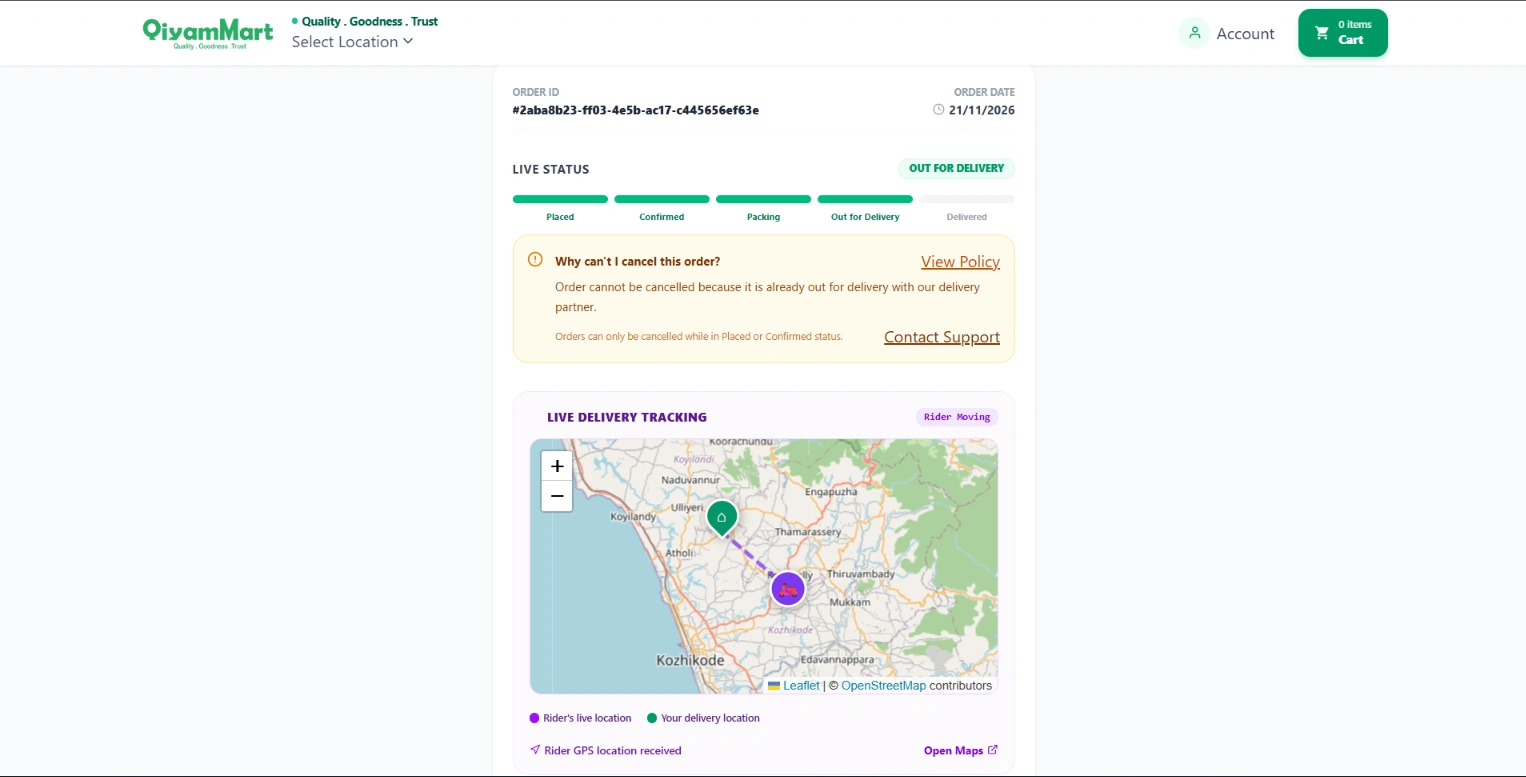 QiyamMart
Quality . Goodness .Trust
Quality . Goodness . Trust
Select Location
Account
0 items
Cart
ORDER ID
ORDER DATE
#2aba8b23-ff03-4e5b-ac17-c445656ef63e
21/11/2026
LIVE STATUS
OUT FOR DELIVERY
Placed
Confirmed
Packing
Out for Delivery
Delivered
Why can't I cancel this order?
View Policy
Order cannot be cancelled because it is already out for delivery with our delivery
partner.
Orders can only be cancelled while in Placed or Confirmed status.
Contact Support
LIVE DELIVERY TRACKING
Rider Moving
+
−
Koorachundu
Koyilandi
Naduvannur
Engapuzha
Ulliyeri
Koyilandy
Thamarassery
Atholi
Thiruvambady
Mukkam
Kozhikode
Kozhikode
Edavannappara
Leaflet | © OpenStreetMap contributors
Rider's live location
Your delivery location
Rider GPS location received
Open Maps